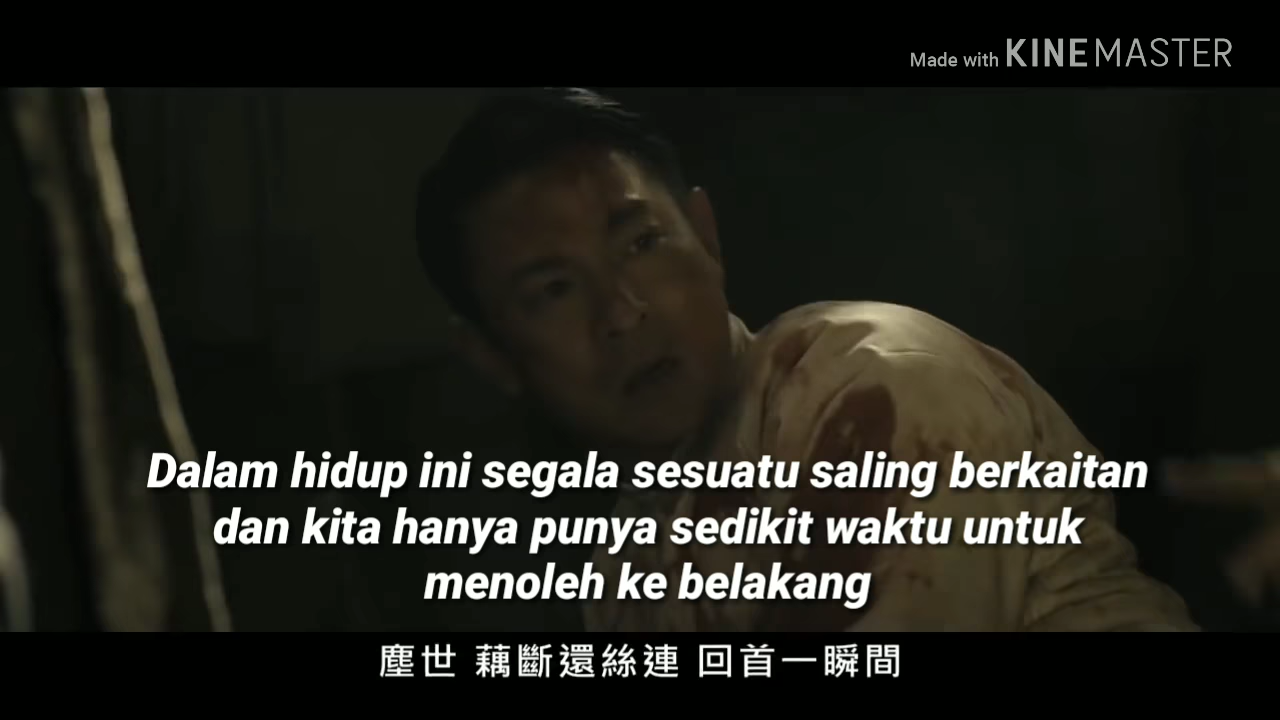 Made with KINEMASTER
Dalam hidup ini segala sesuatu saling berkaitan
dan kita hanya punya sedikit waktu untuk
menoleh ke belakang
塵世 藕斷還絲連 回首一瞬間